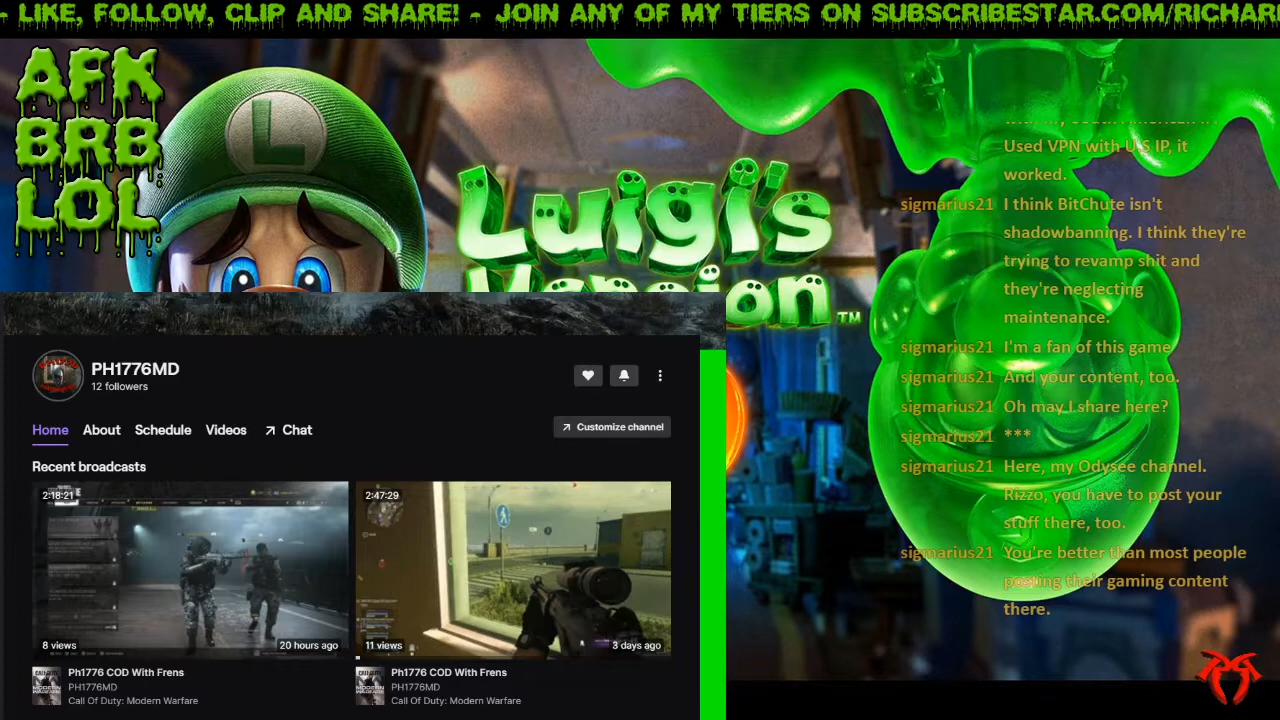 - LIKE, FOLLOW, CLIP AND SHARE! - JOIN ANY OF MY TIERS ON SUBSCRIBESTAR.COM/RICHAR
AFK
BRB
LOL
L
Luigi's
Mansion™
Used VPN with U.S IP, it
worked.
sigmarius21 I think BitChute isn't
shadowbanning. I think they're
trying to revamp shit and
they're neglecting
maintenance.
sigmarius21 I'm a fan of this game
sigmarius21 And your content, too.
sigmarius21 Oh may I share here?
sigmarius21 ***
sigmarius21 Here, my Odysee channel.
Rizzo, you have to post your
stuff there, too.
sigmarius21 You're better than most people
posting their gaming content
there.
PH1776MD
12 followers
Home About Schedule Videos Chat
Customize channel
Recent broadcasts
2:18:21
8 views
20 hours ago
Ph1776 COD With Frens
PH1776MD
Call Of Duty: Modern Warfare
2:47:29
11 views
3 days ago
Ph1776 COD With Frens
PH1776MD
Call Of Duty: Modern Warfare